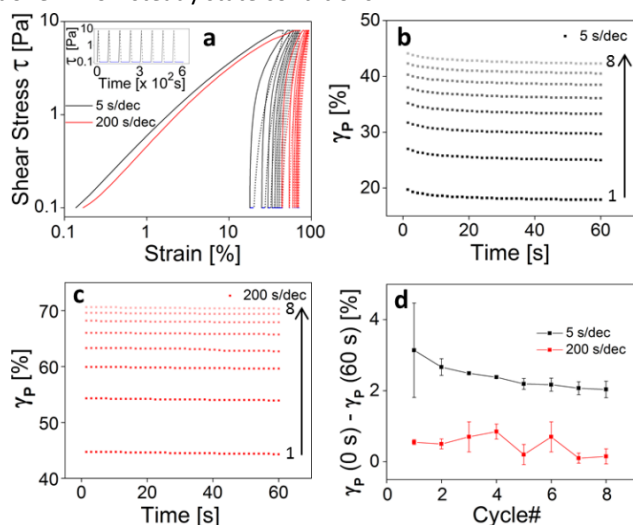 a
Shear Stress τ [Pa]
10
1
0.1
0.1
1
10
100
Strain [%]
τ [Pa]
10
1
0.1
0
3
6
Time [x 10²s]
5 s/dec
200 s/dec
b
5 s/dec
γP [%]
50
40
30
20
8
1
0
20
40
60
Time [s]
c
200 s/dec
γP [%]
70
60
50
40
8
1
0
20
40
60
Time [s]
d
5 s/dec
200 s/dec
γP (0 s) - γP (60 s) [%]
4
2
0
0
2
4
6
8
Cycle#